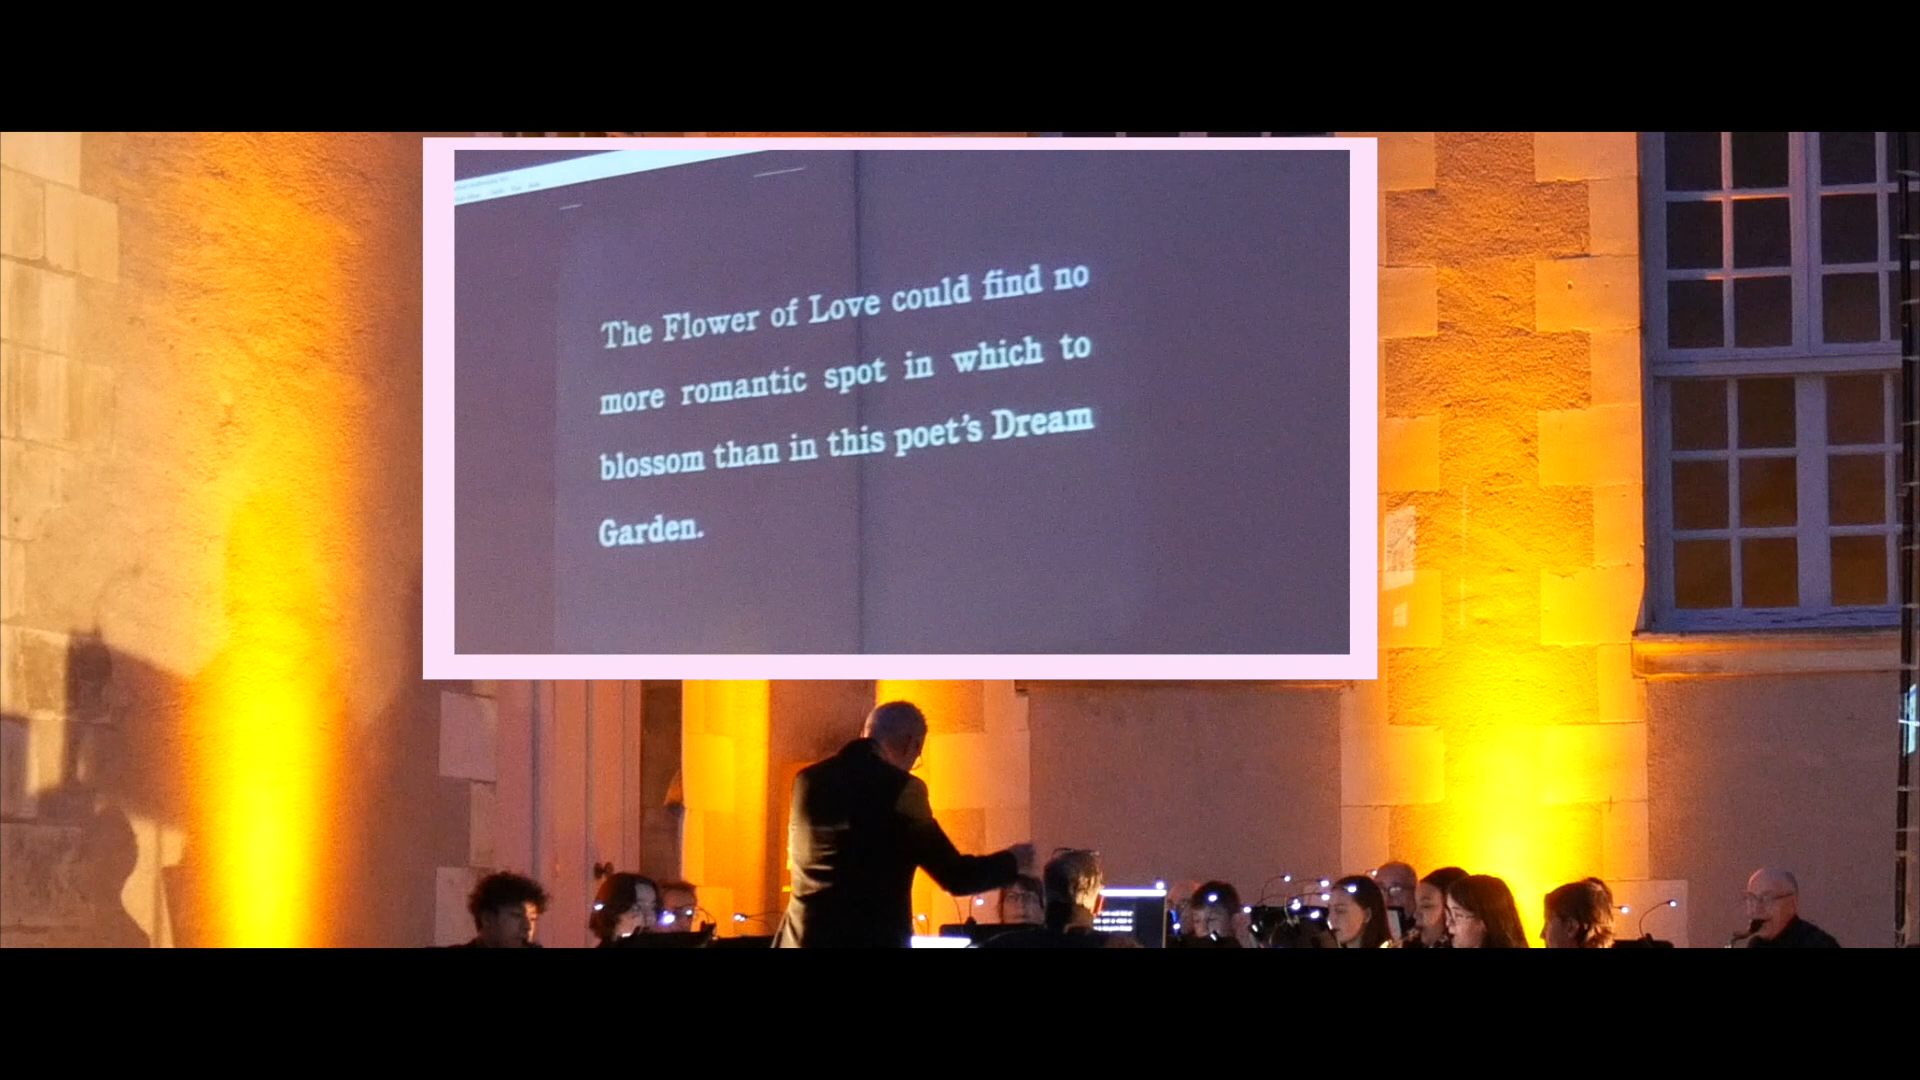 The Flower of Love could find no
more romantic spot in which to
blossom than in this poet's Dream
Garden.